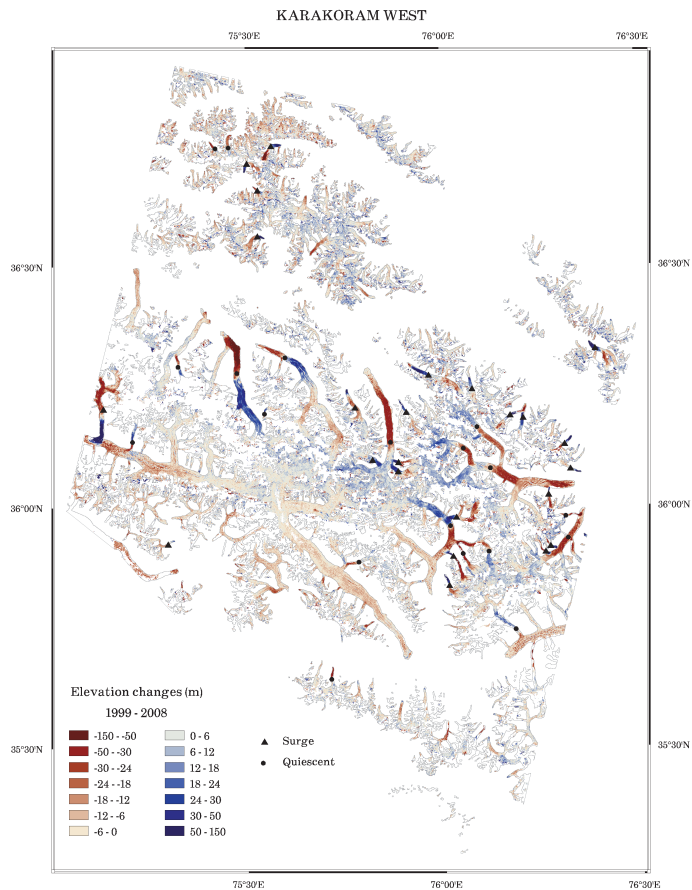 KARAKORAM WEST
75°30'E 76°00'E 76°30'E
36°30'N 36°30'N
36°00'N 36°00'N
35°30'N 35°30'N
Elevation changes (m)
1999 - 2008
-150 - -50 0 - 6
-50 - -30 6 - 12
-30 - -24 12 - 18
-24 - -18 18 - 24
-18 - -12 24 - 30
-12 - -6 30 - 50
-6 - 0 50 - 150
Surge
Quiescent
75°30'E 76°00'E 76°30'E